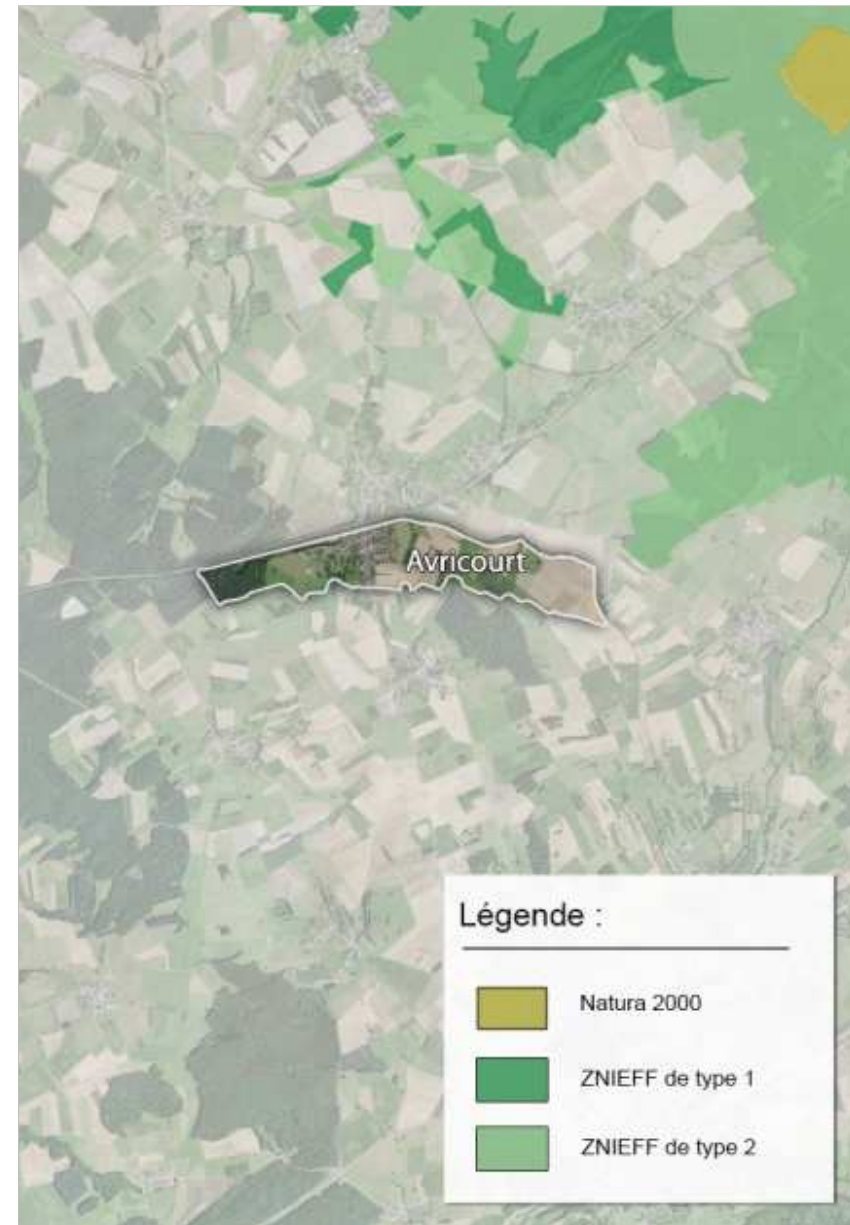 Avricourt
Légende :
Natura 2000
ZNIEFF de type 1
ZNIEFF de type 2